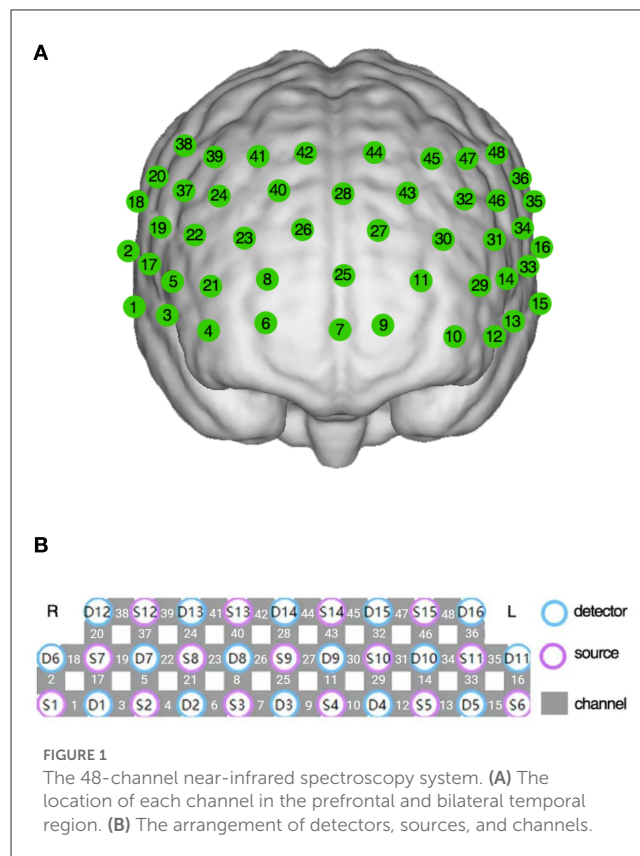 A
38 39 41 42 44 45 47 48
20 37 24 40 28 43 32 46 36
18 35
19 22 23 26 27 30 31 34
2 17 16
5 21 8 25 11 29 14 33
1 3 4 6 7 9 10 12 13 15
B
R D12 38 S12 39 D13 41 S13 42 D14 44 S14 45 D15 47 S15 48 D16 L detector
20 37 24 40 28 43 32 46 36
D6 18 S7 19 D7 22 S8 23 D8 26 S9 27 D9 30 S10 31 D10 34 S11 35 D11 source
2 17 5 21 8 25 11 29 14 33 16
S1 1 D1 3 S2 4 D2 6 S3 7 D3 9 S4 10 D4 12 S5 13 D5 15 S6 channel
FIGURE 1
The 48-channel near-infrared spectroscopy system. (A) The
location of each channel in the prefrontal and bilateral temporal
region. (B) The arrangement of detectors, sources, and channels.